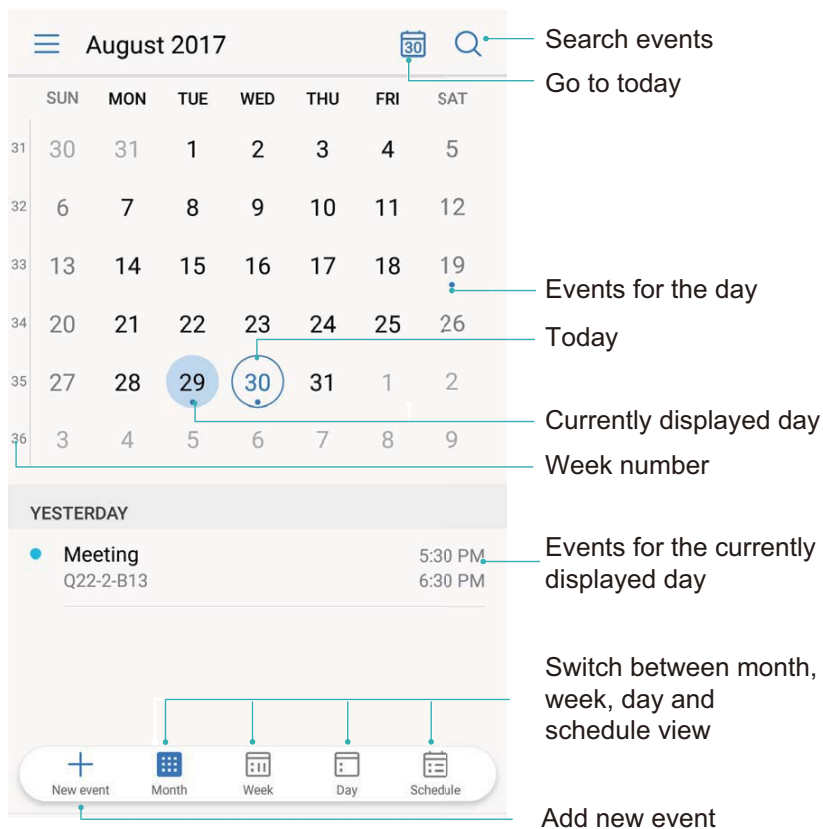 August 2017
30
Search events
Go to today
SUN MON TUE WED THU FRI SAT
31 30 31 1 2 3 4 5
32 6 7 8 9 10 11 12
33 13 14 15 16 17 18 19
Events for the day
34 20 21 22 23 24 25 26
Today
35 27 28 29 30 31 1 2
Currently displayed day
36 3 4 5 6 7 8 9
Week number
YESTERDAY
Meeting 5:30 PM
Q22-2-B13 6:30 PM
Events for the currently
displayed day
Switch between month,
week, day and
schedule view
New event Month Week Day Schedule
Add new event